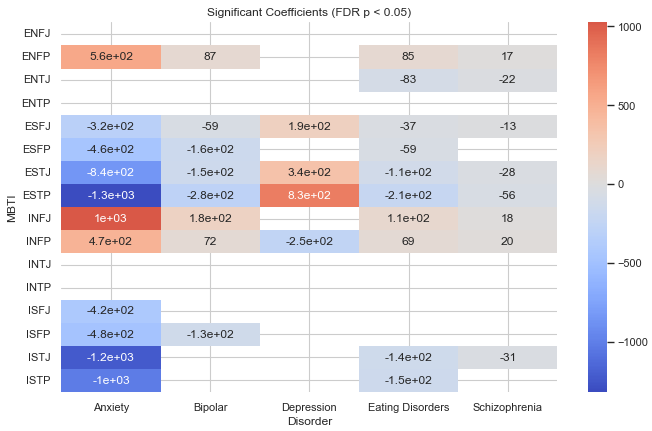 Significant Coefficients (FDR p < 0.05)
MBTI
ENFJ
ENFP 5.6e+02 87 85 17
ENTJ -83 -22
ENTP
ESFJ -3.2e+02 -59 1.9e+02 -37 -13
ESFP -4.6e+02 -1.6e+02 -59
ESTJ -8.4e+02 -1.5e+02 3.4e+02 -1.1e+02 -28
ESTP -1.3e+03 -2.8e+02 8.3e+02 -2.1e+02 -56
INFJ 1e+03 1.8e+02 1.1e+02 18
INFP 4.7e+02 72 -2.5e+02 69 20
INTJ
INTP
ISFJ -4.2e+02
ISFP -4.8e+02 -1.3e+02
ISTJ -1.2e+03 -1.4e+02 -31
ISTP -1e+03 -1.5e+02
Anxiety Bipolar Depression Eating Disorders Schizophrenia
Disorder
1000
500
0
−500
−1000